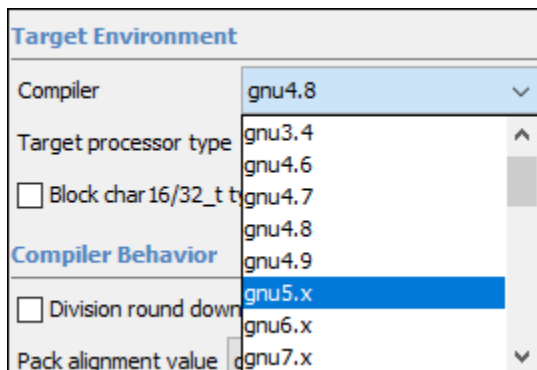 Target Environment
Compiler gnu4.8
Target processor type gnu3.4
gnu4.6
Block char16/32_t gnu4.7
gnu4.8
Compiler Behavior gnu4.9
gnu5.x
Division round down gnu6.x
Pack alignment value gnu7.x